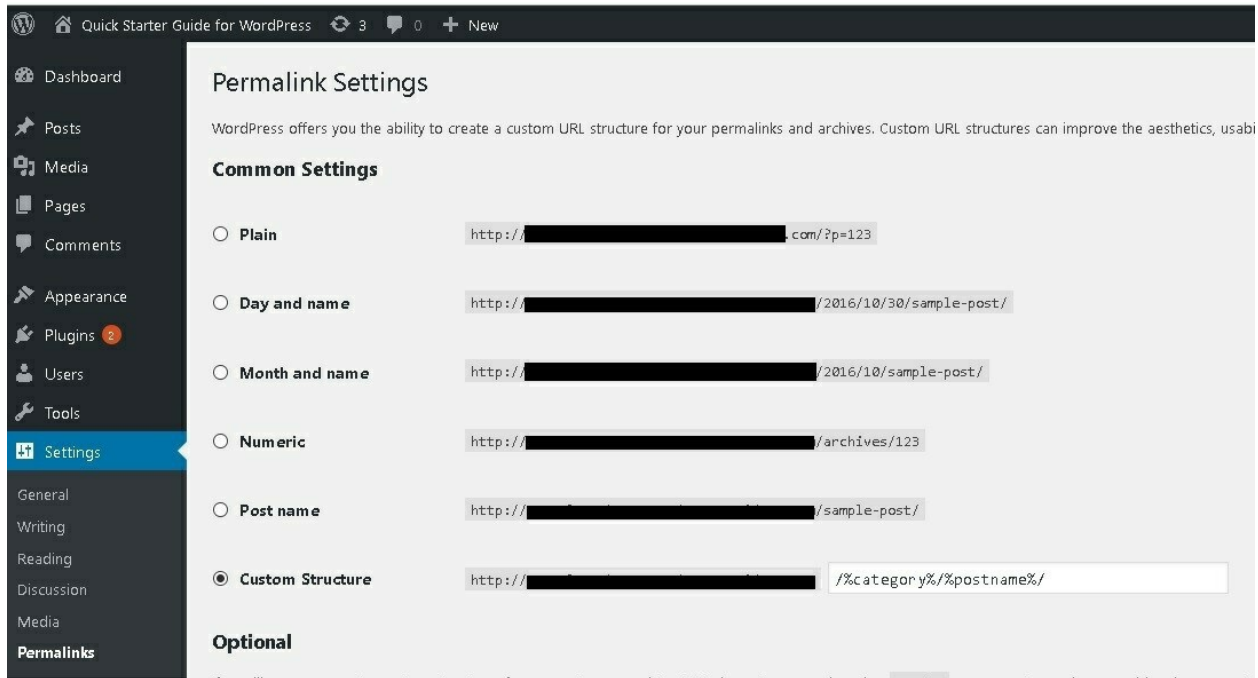 Quick Starter Guide for WordPress 3 0 + New
Dashboard
Posts
Media
Pages
Comments
Appearance
Plugins 2
Users
Tools
Settings
General
Writing
Reading
Discussion
Media
Permalinks
Permalink Settings
WordPress offers you the ability to create a custom URL structure for your permalinks and archives. Custom URL structures can improve the aesthetics, usabi
Common Settings
Plain http:// .com/?p=123
Day and name http:// /2016/10/30/sample-post/
Month and name http:// /2016/10/sample-post/
Numeric http:// /archives/123
Post name http:// /sample-post/
Custom Structure http:// /%category%/%postname%/
Optional